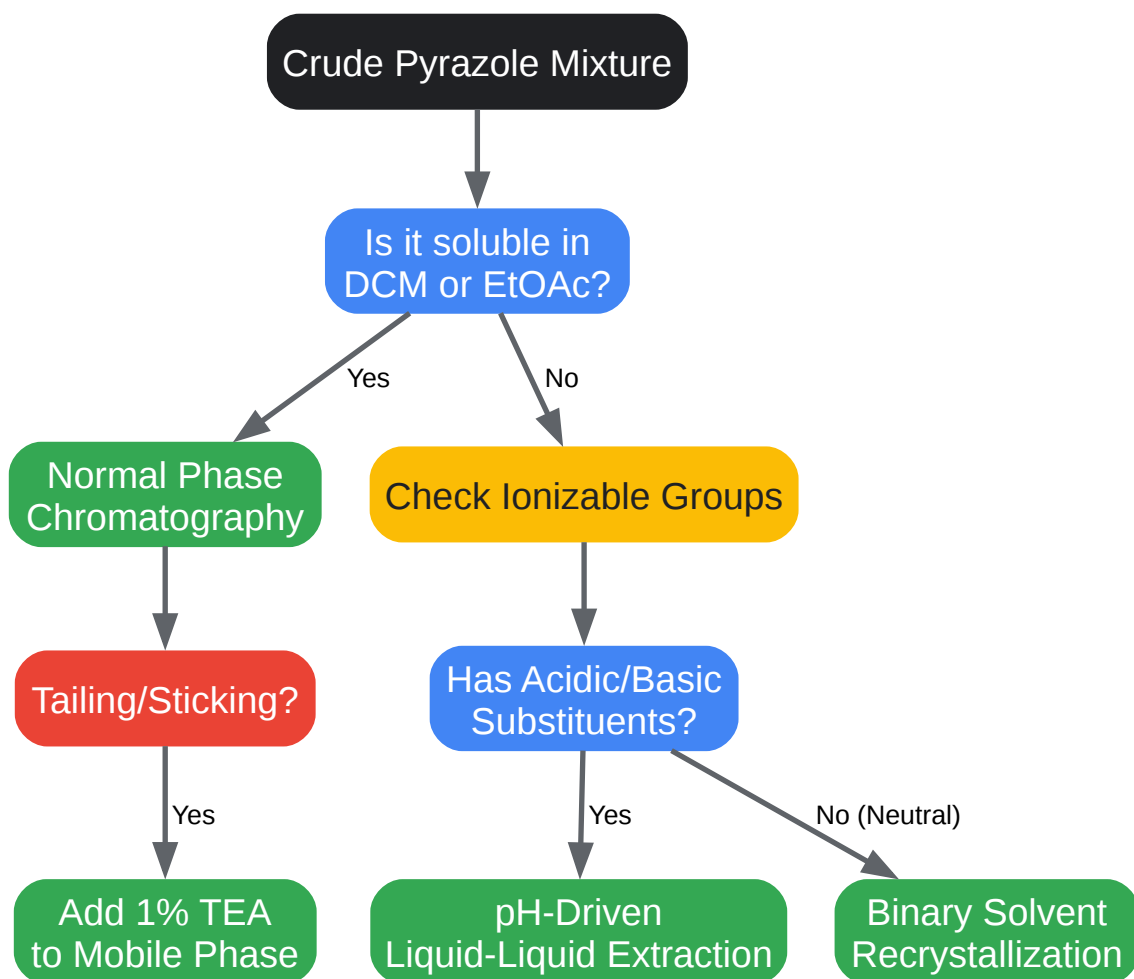 Crude Pyrazole Mixture
Is it soluble in
DCM or EtOAc?
Yes
No
Normal Phase
Chromatography
Check Ionizable Groups
Tailing/Sticking?
Has Acidic/Basic
Substituents?
Yes
Yes
No (Neutral)
Add 1% TEA
to Mobile Phase
pH-Driven
Liquid-Liquid Extraction
Binary Solvent
Recrystallization